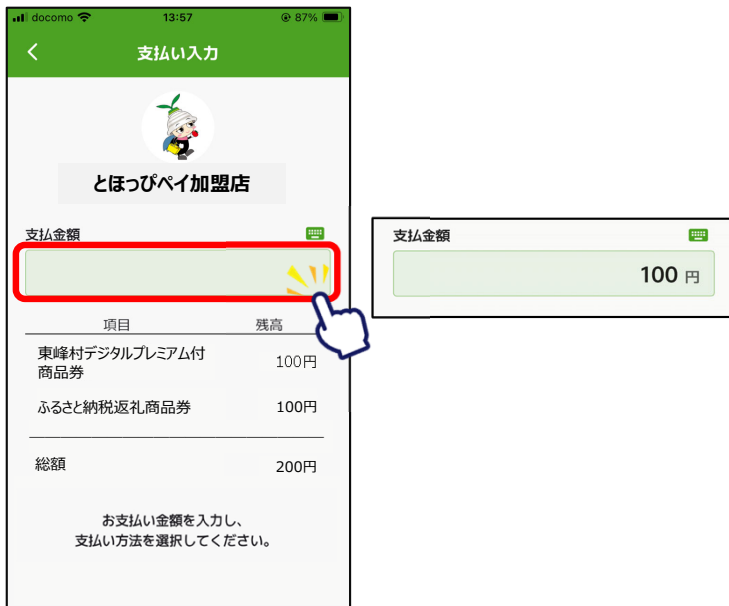 docomo 13:57 87%
支払い入力
とほっぴペイ加盟店
支払金額
項目 残高
東峰村デジタルプレミアム付
商品券
100円
ふるさと納税返礼商品券 100円
総額 200円
お支払い金額を入力し、
支払い方法を選択してください。
支払金額
100 円